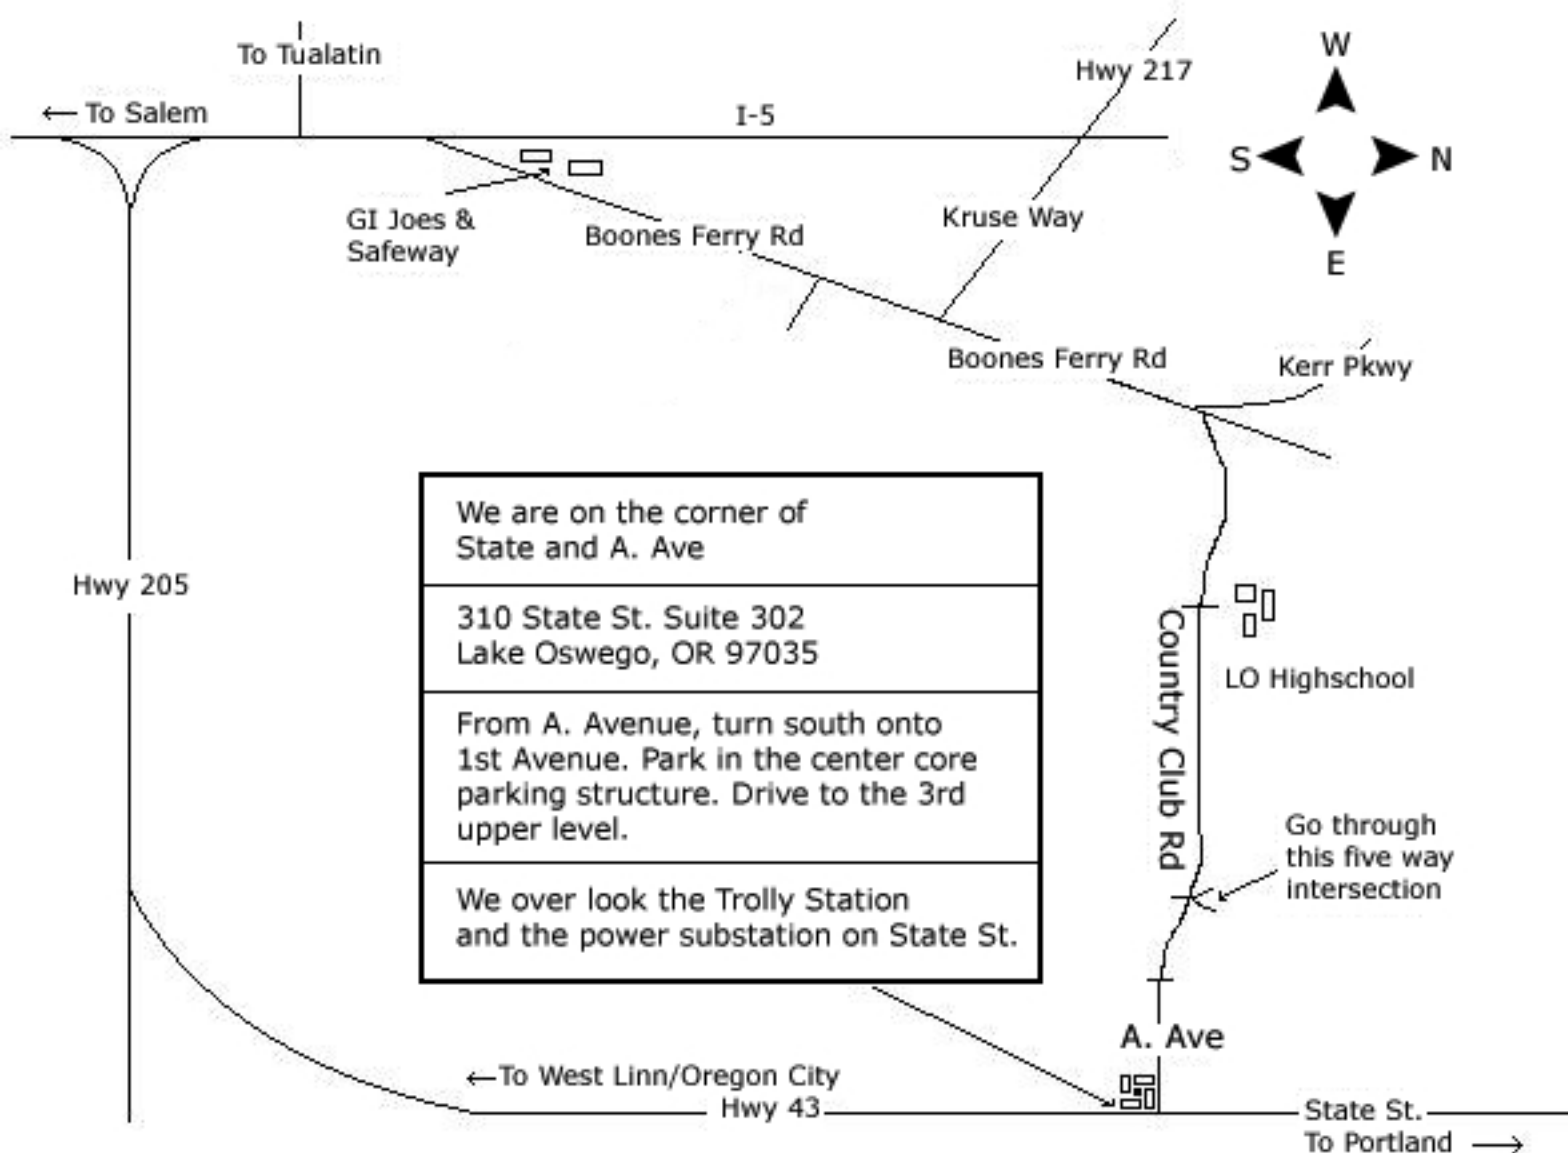 To Tualatin
← To Salem
I-5
Hwy 217
W
S
N
E
GI Joes &
Safeway
Boones Ferry Rd
Kruse Way
Boones Ferry Rd
Kerr Pkwy
We are on the corner of
State and A. Ave
310 State St. Suite 302
Lake Oswego, OR 97035
From A. Avenue, turn south onto
1st Avenue. Park in the center core
parking structure. Drive to the 3rd
upper level.
We over look the Trolly Station
and the power substation on State St.
Hwy 205
Country Club Rd
LO Highschool
Go through
this five way
intersection
A. Ave
←To West Linn/Oregon City
Hwy 43
State St.
To Portland →